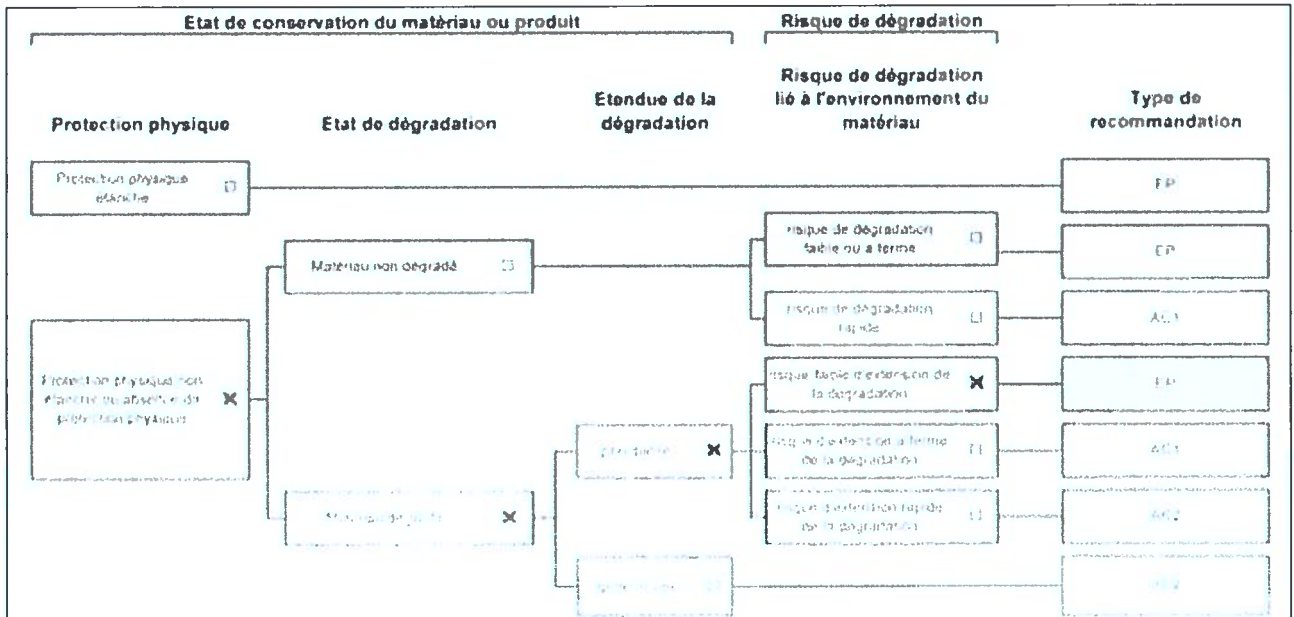 Etat de conservation du matériau ou produit
Risque de dégradation
Protection physique
Etat de dégradation
Etendue de la
dégradation
Risque de dégradation
lié à l'environnement du
matériau
Type de
recommandation
Protection physique
étanche
EP
Matériau non dégradé
risque de dégradation
faible ou à terme
EP
risque de dégradation
rapide
AC1
Protection physique non
étanche ou absence de
protection physique
risque faible d'extension de
la dégradation
EP
risque d'extension à terme
de la dégradation
AC1
risque d'extension rapide
de la dégradation
AC2